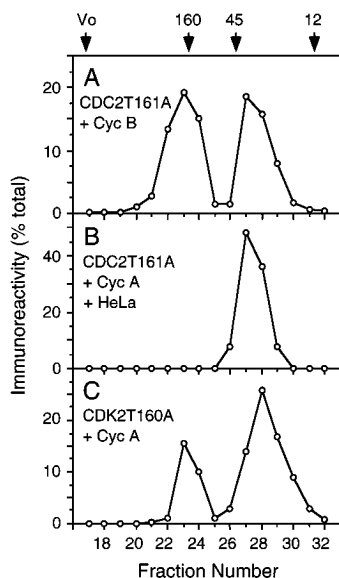 Vo 160 45 12
A
CDC2T161A
+ Cyc B
20
10
0
B
CDC2T161A
+ Cyc A
+ HeLa
40
20
0
C
CDK2T160A
+ Cyc A
20
10
0
Immunoreactivity (% total)
18 20 22 24 26 28 30 32
Fraction Number